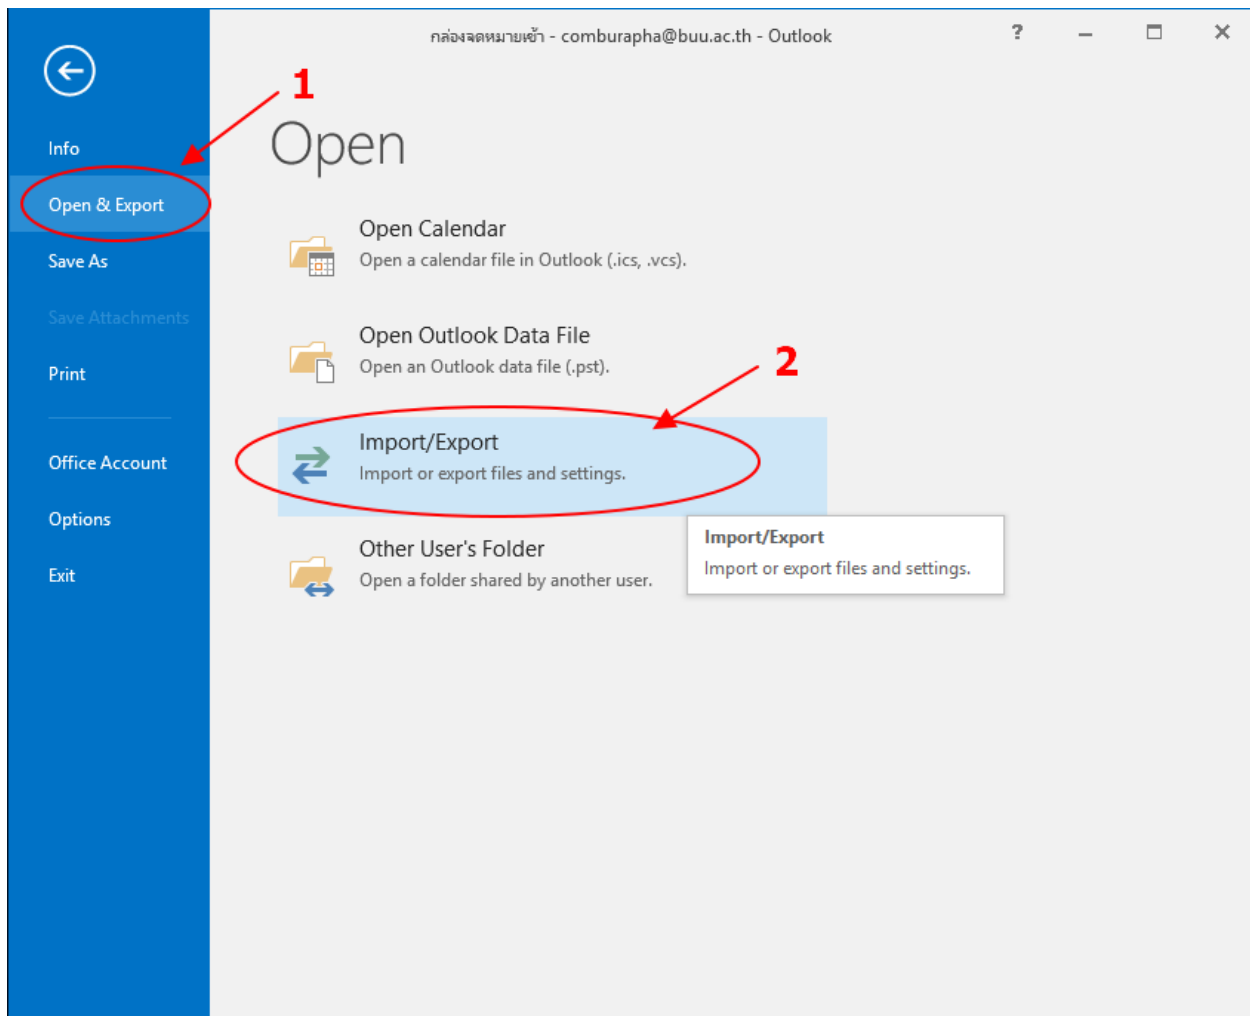 กล่องจดหมายเข้า - comburapha@buu.ac.th - Outlook
?
1
Open
Info
Open & Export
Save As
Save Attachments
Print
Office Account
Options
Exit
Open Calendar
Open a calendar file in Outlook (.ics, .vcs).
Open Outlook Data File
Open an Outlook data file (.pst).
2
Import/Export
Import or export files and settings.
Import/Export
Import or export files and settings.
Other User's Folder
Open a folder shared by another user.